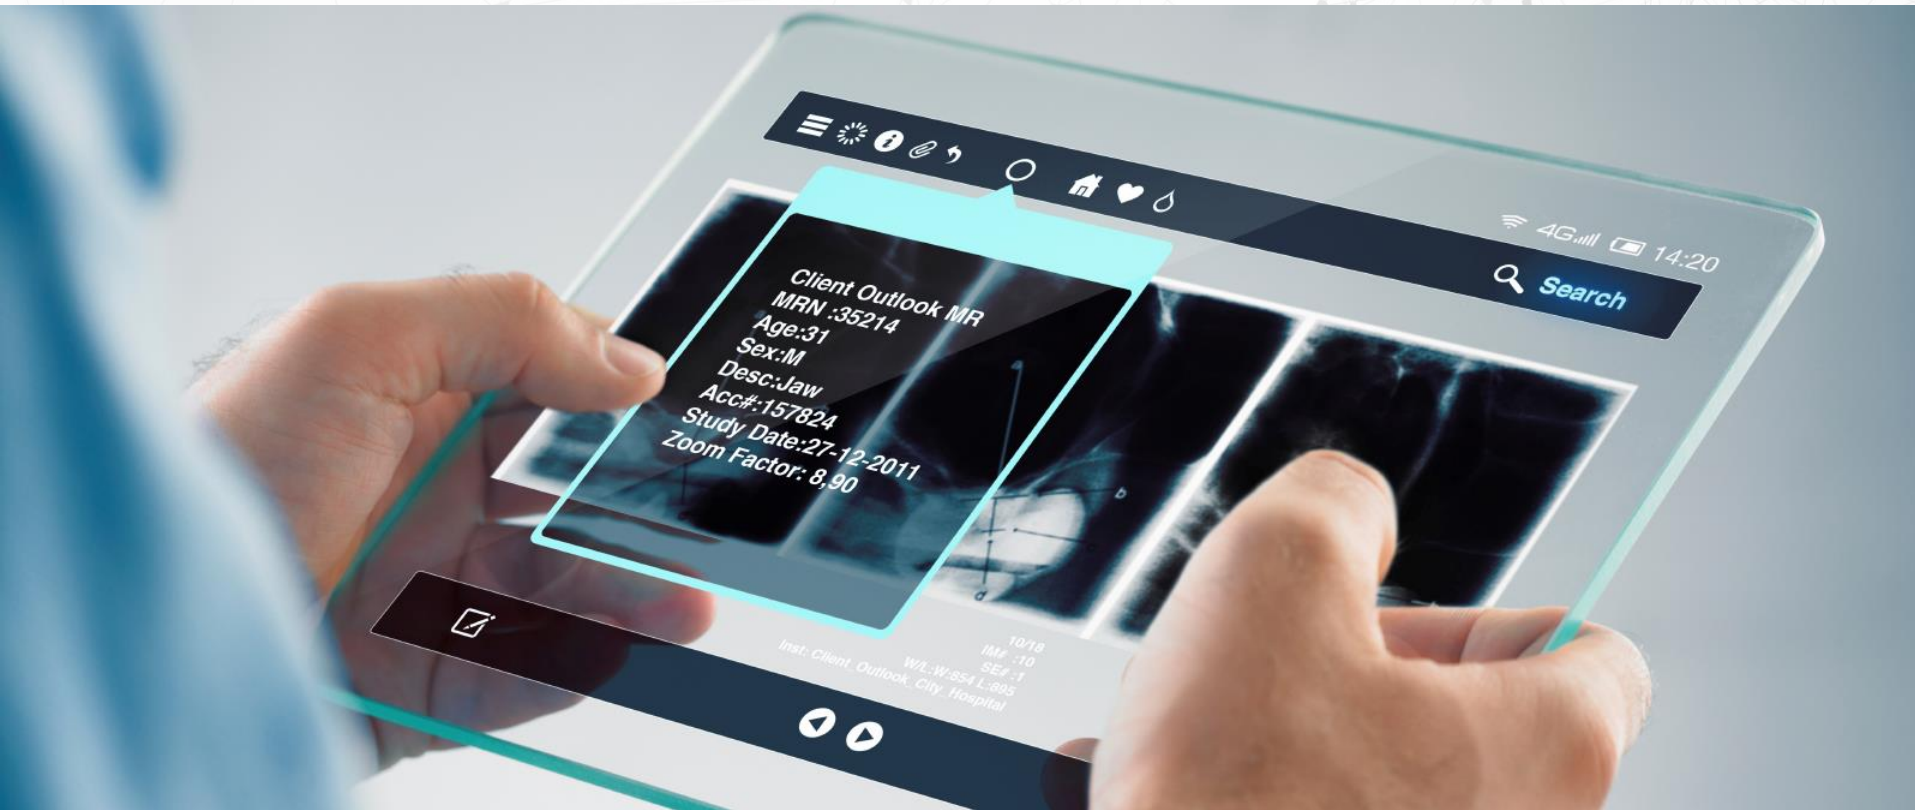 4G 14:20
Search
Client Outlook MR
MRN :35214
Age:31
Sex:M
Desc:Jaw
Acc#:157824
Study Date:27-12-2011
Zoom Factor: 8,90
10/18
IM# :10
SE# :1
W/L:W:854 L:895
Inst: Client_Outlook_City_Hospital
a
b
c
d